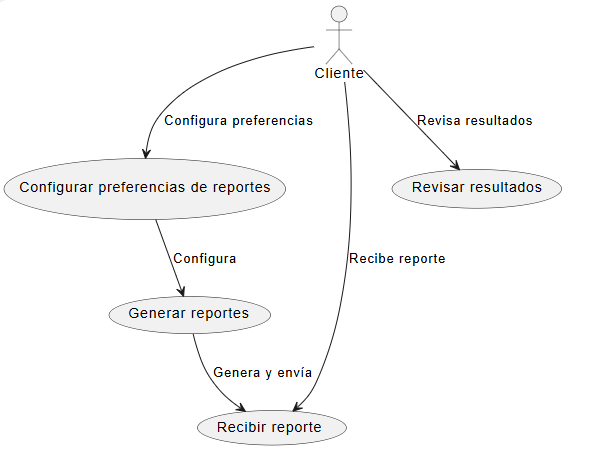 Cliente
Configura preferencias
Revisa resultados
Configurar preferencias de reportes
Revisar resultados
Configura
Recibe reporte
Generar reportes
Genera y envía
Recibir reporte